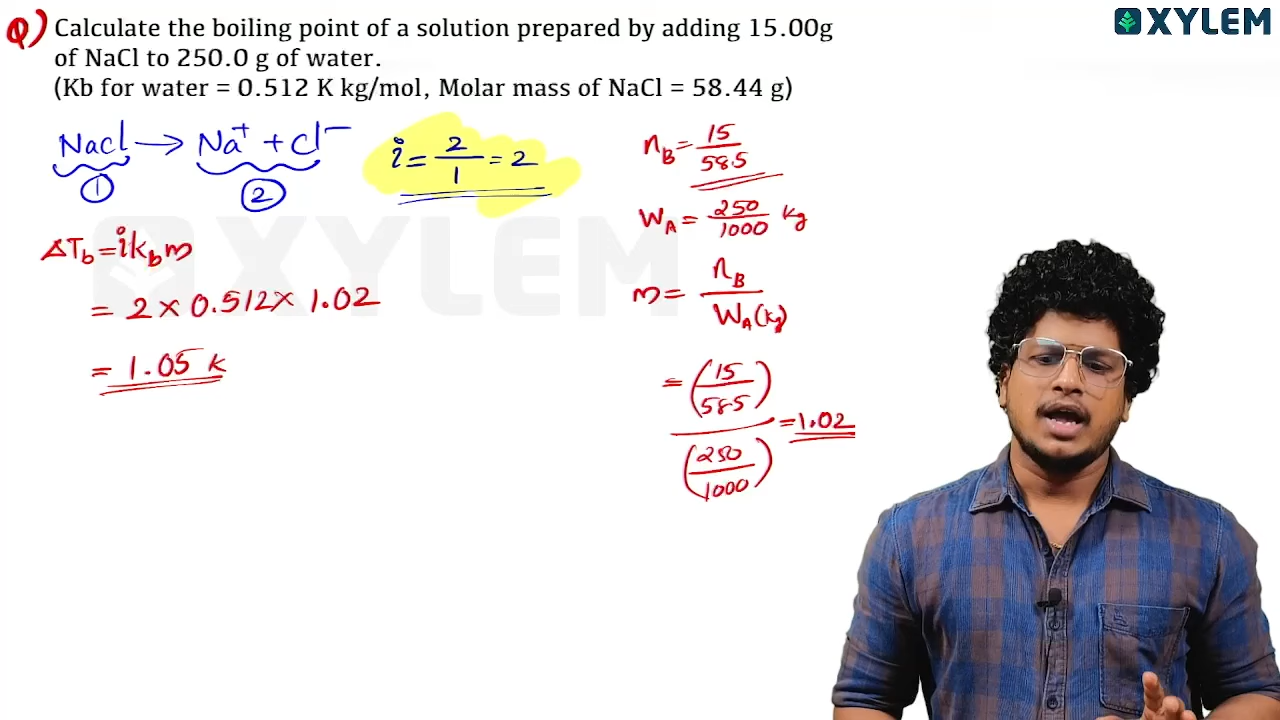 XYLEM
Q) Calculate the boiling point of a solution prepared by adding 15.00g
of NaCl to 250.0 g of water.
(Kb for water = 0.512 K kg/mol, Molar mass of NaCl = 58.44 g)
Nacl → Na⁺ + Cl⁻
1 2
i = 2/1 = 2
XYLEM
ΔTb = i kb m
= 2 × 0.512 × 1.02
= 1.05 k
nB = 15/58.5
WA = 250/1000 kg
m = nB/WA(kg)
= (15/58.5)/(250/1000) = 1.02